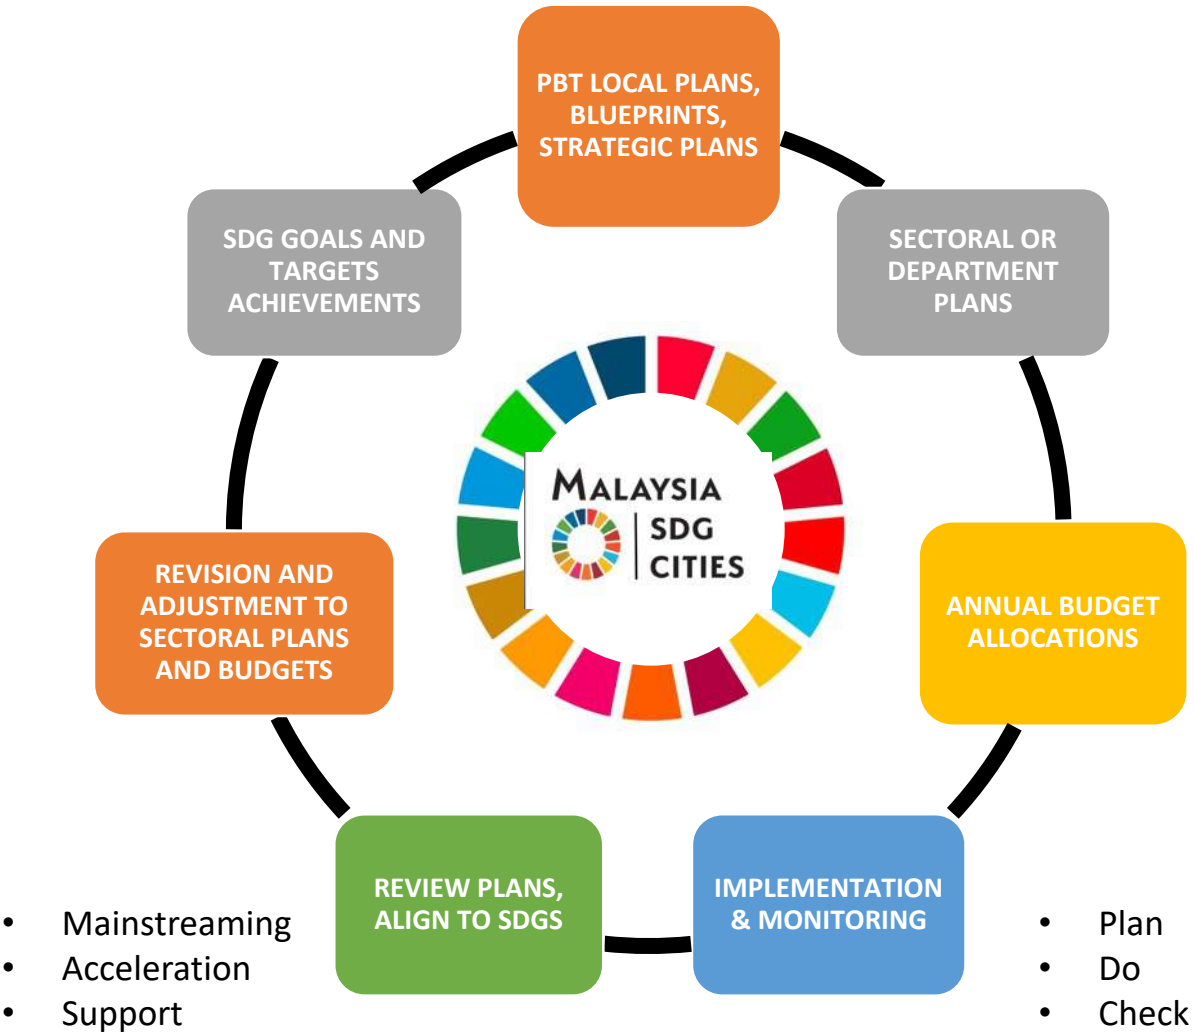 PBT LOCAL PLANS,
BLUEPRINTS,
STRATEGIC PLANS
SECTORAL OR
DEPARTMENT
PLANS
ANNUAL BUDGET
ALLOCATIONS
IMPLEMENTATION
& MONITORING
REVIEW PLANS,
ALIGN TO SDGS
REVISION AND
ADJUSTMENT TO
SECTORAL PLANS
AND BUDGETS
SDG GOALS AND
TARGETS
ACHIEVEMENTS
MALAYSIA
SDG
CITIES
• Mainstreaming
• Acceleration
• Support
• Plan
• Do
• Check